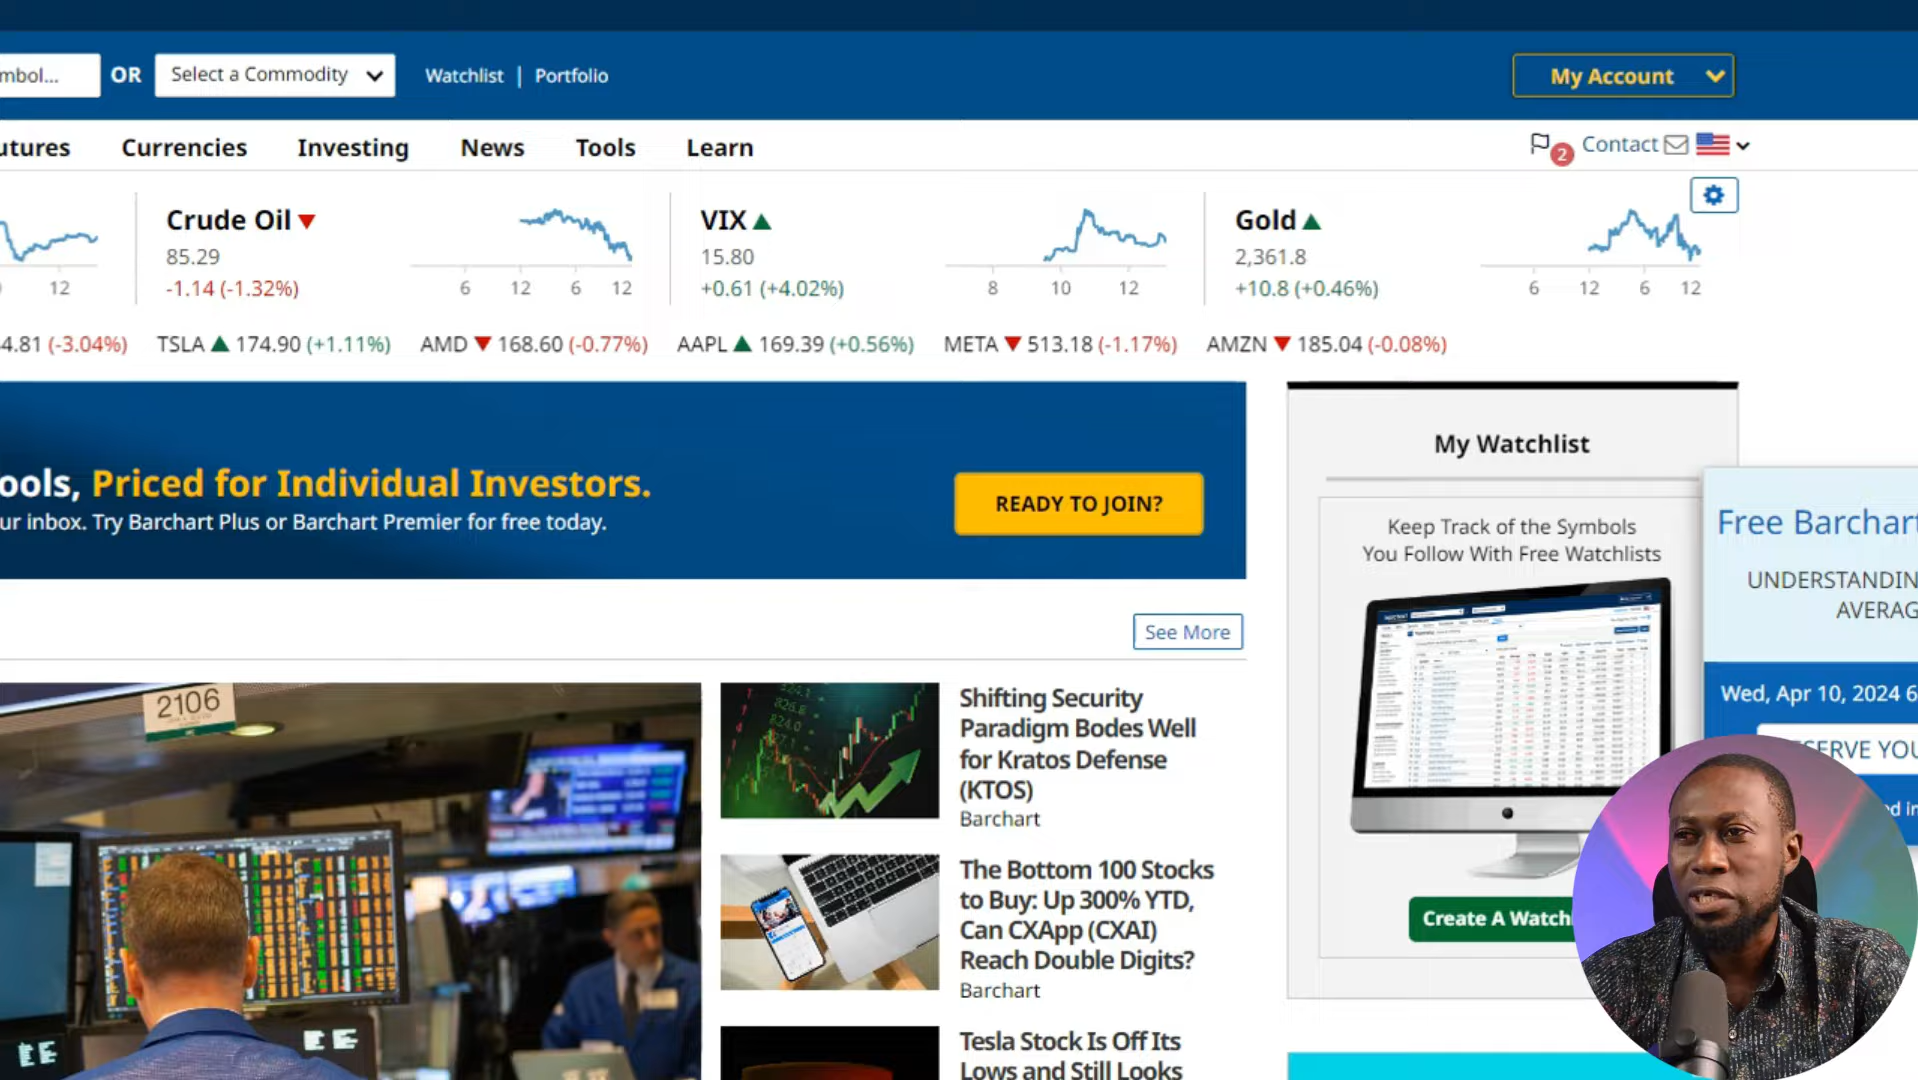 mbol...
OR
Select a Commodity
Watchlist | Portfolio
My Account
utures
Currencies
Investing
News
Tools
Learn
2
Contact
Crude Oil
85.29
-1.14 (-1.32%)
12
6 12 6 12
VIX
15.80
+0.61 (+4.02%)
8 10 12
Gold
2,361.8
+10.8 (+0.46%)
6 12 6 12
4.81 (-3.04%)
TSLA 174.90 (+1.11%)
AMD 168.60 (-0.77%)
AAPL 169.39 (+0.56%)
META 513.18 (-1.17%)
AMZN 185.04 (-0.08%)
ools, Priced for Individual Investors.
ur inbox. Try Barchart Plus or Barchart Premier for free today.
READY TO JOIN?
See More
2106
Shifting Security
Paradigm Bodes Well
for Kratos Defense
(KTOS)
Barchart
The Bottom 100 Stocks
to Buy: Up 300% YTD,
Can CXApp (CXAI)
Reach Double Digits?
Barchart
Tesla Stock Is Off Its
Lows and Still Looks
My Watchlist
Keep Track of the Symbols
You Follow With Free Watchlists
Create A Watch
Free Barchart
UNDERSTANDIN
AVERAG
Wed, Apr 10, 2024 6
SERVE YOU
ed in